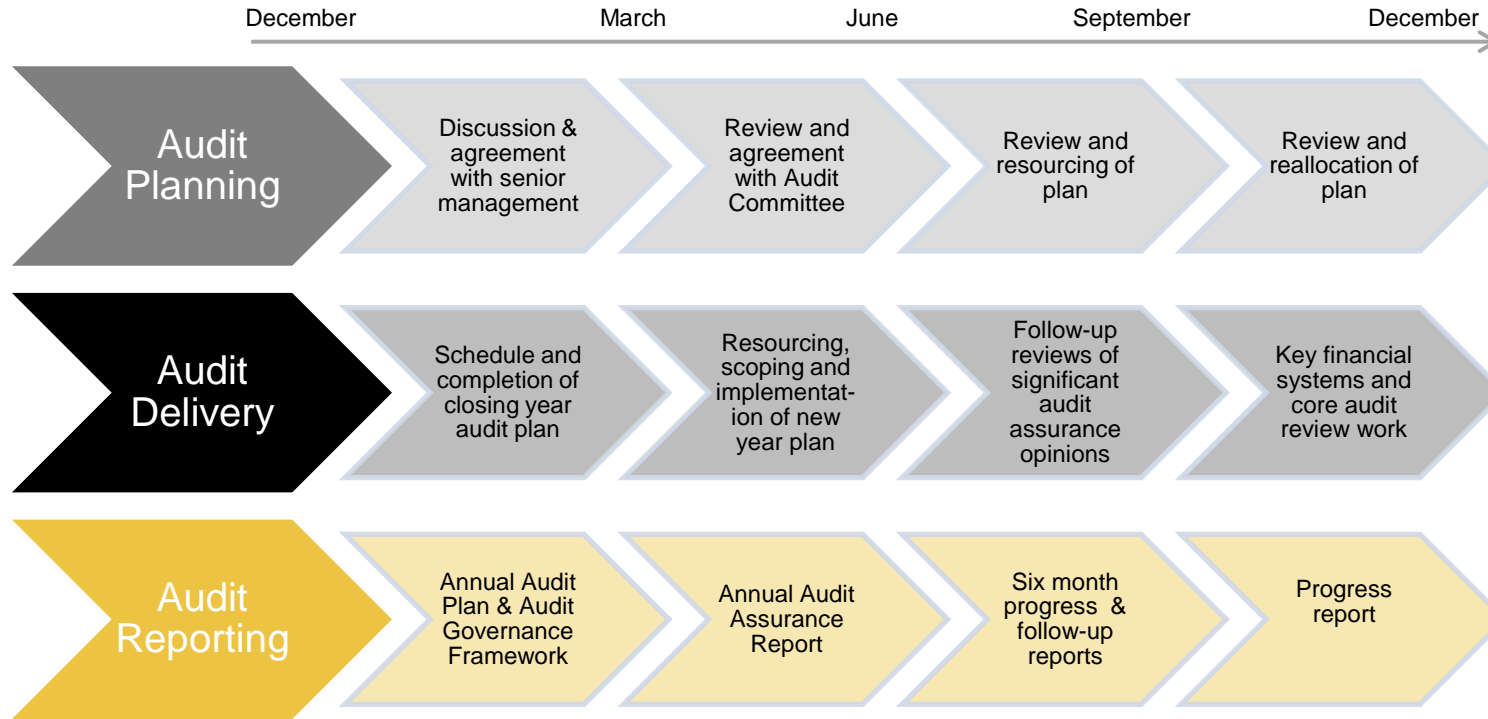 December March June September December
Audit
Planning
Discussion &
agreement
with senior
management
Review and
agreement
with Audit
Committee
Review and
resourcing of
plan
Review and
reallocation of
plan
Audit
Delivery
Schedule and
completion of
closing year
audit plan
Resourcing,
scoping and
implementat-
ion of new
year plan
Follow-up
reviews of
significant
audit
assurance
opinions
Key financial
systems and
core audit
review work
Audit
Reporting
Annual Audit
Plan & Audit
Governance
Framework
Annual Audit
Assurance
Report
Six month
progress &
follow-up
reports
Progress
report